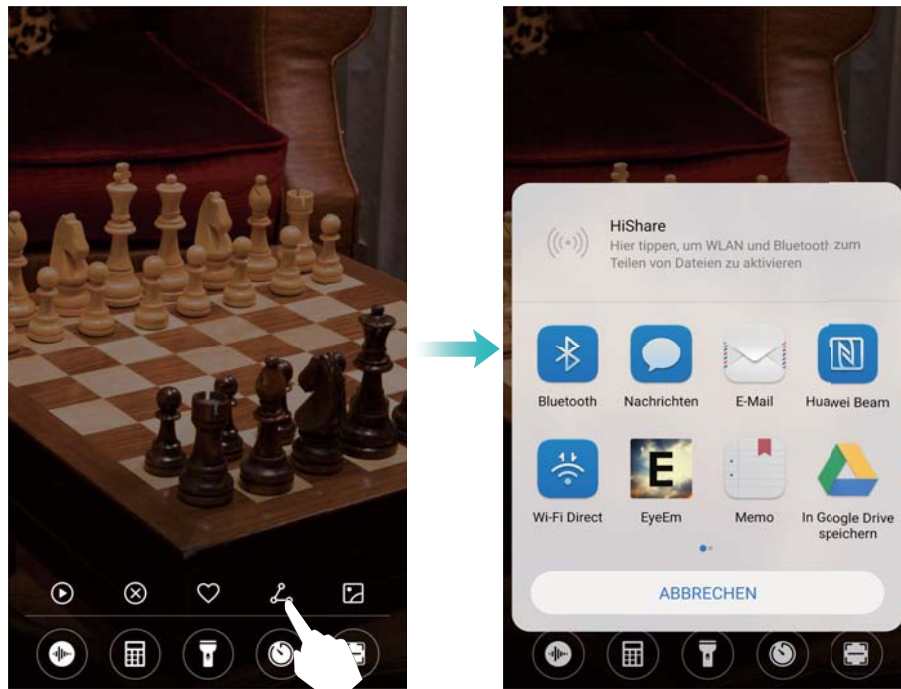 HiShare
Hier tippen, um WLAN und Bluetooth zum
Teilen von Dateien zu aktivieren
Bluetooth
Nachrichten
E-Mail
Huawei Beam
E
Wi-Fi Direct
EyeEm
Memo
In Google Drive
speichern
ABBRECHEN